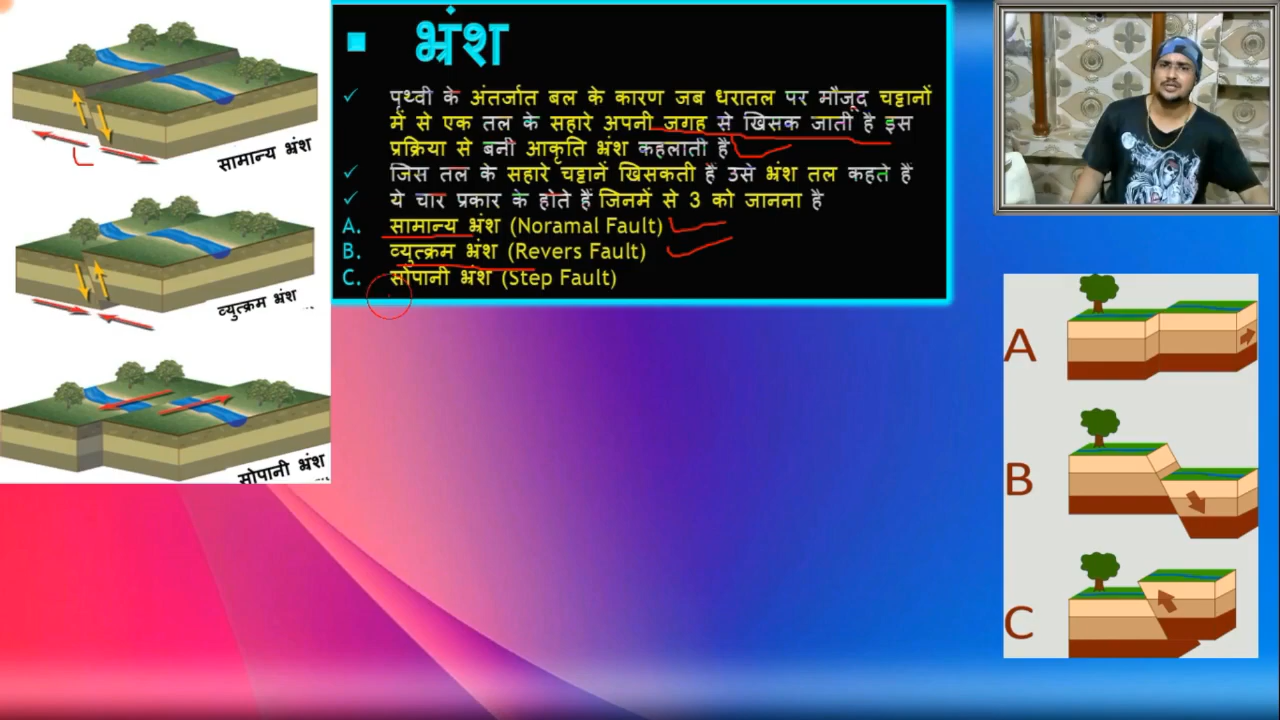 भ्रंश
पृथ्वी के अंतर्जात बल के कारण जब धरातल पर मौजूद चट्टानों
में से एक तल के सहारे अपनी जगह से खिसक जाती है इस
प्रक्रिया से बनी आकृति भ्रंश कहलाती है
जिस तल के सहारे चट्टानें खिसकती हैं उसे भ्रंश तल कहते हैं
ये चार प्रकार के होते हैं जिनमें से 3 को जानना है
A. सामान्य भ्रंश (Noramal Fault)
B. व्युत्क्रम भ्रंश (Revers Fault)
C. सोपानी भ्रंश (Step Fault)
सामान्य भ्रंश
व्युत्क्रम भ्रंश
सोपानी भ्रंश
A
B
C